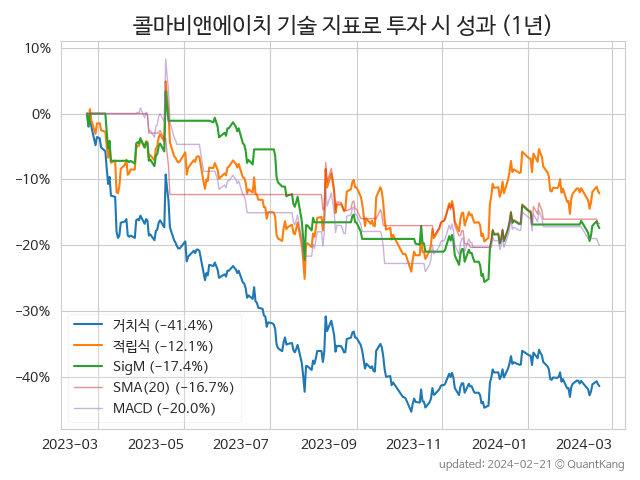 콜마비앤에이치 기술 지표로 투자 시 성과 (1년)
10%
0%
−10%
−20%
−30%
−40%
거치식 (−41.4%)
적립식 (−12.1%)
SigM (−17.4%)
SMA(20) (−16.7%)
MACD (−20.0%)
2023-03 2023-05 2023-07 2023-09 2023-11 2024-01 2024-03
updated: 2024-02-21 © QuantKang